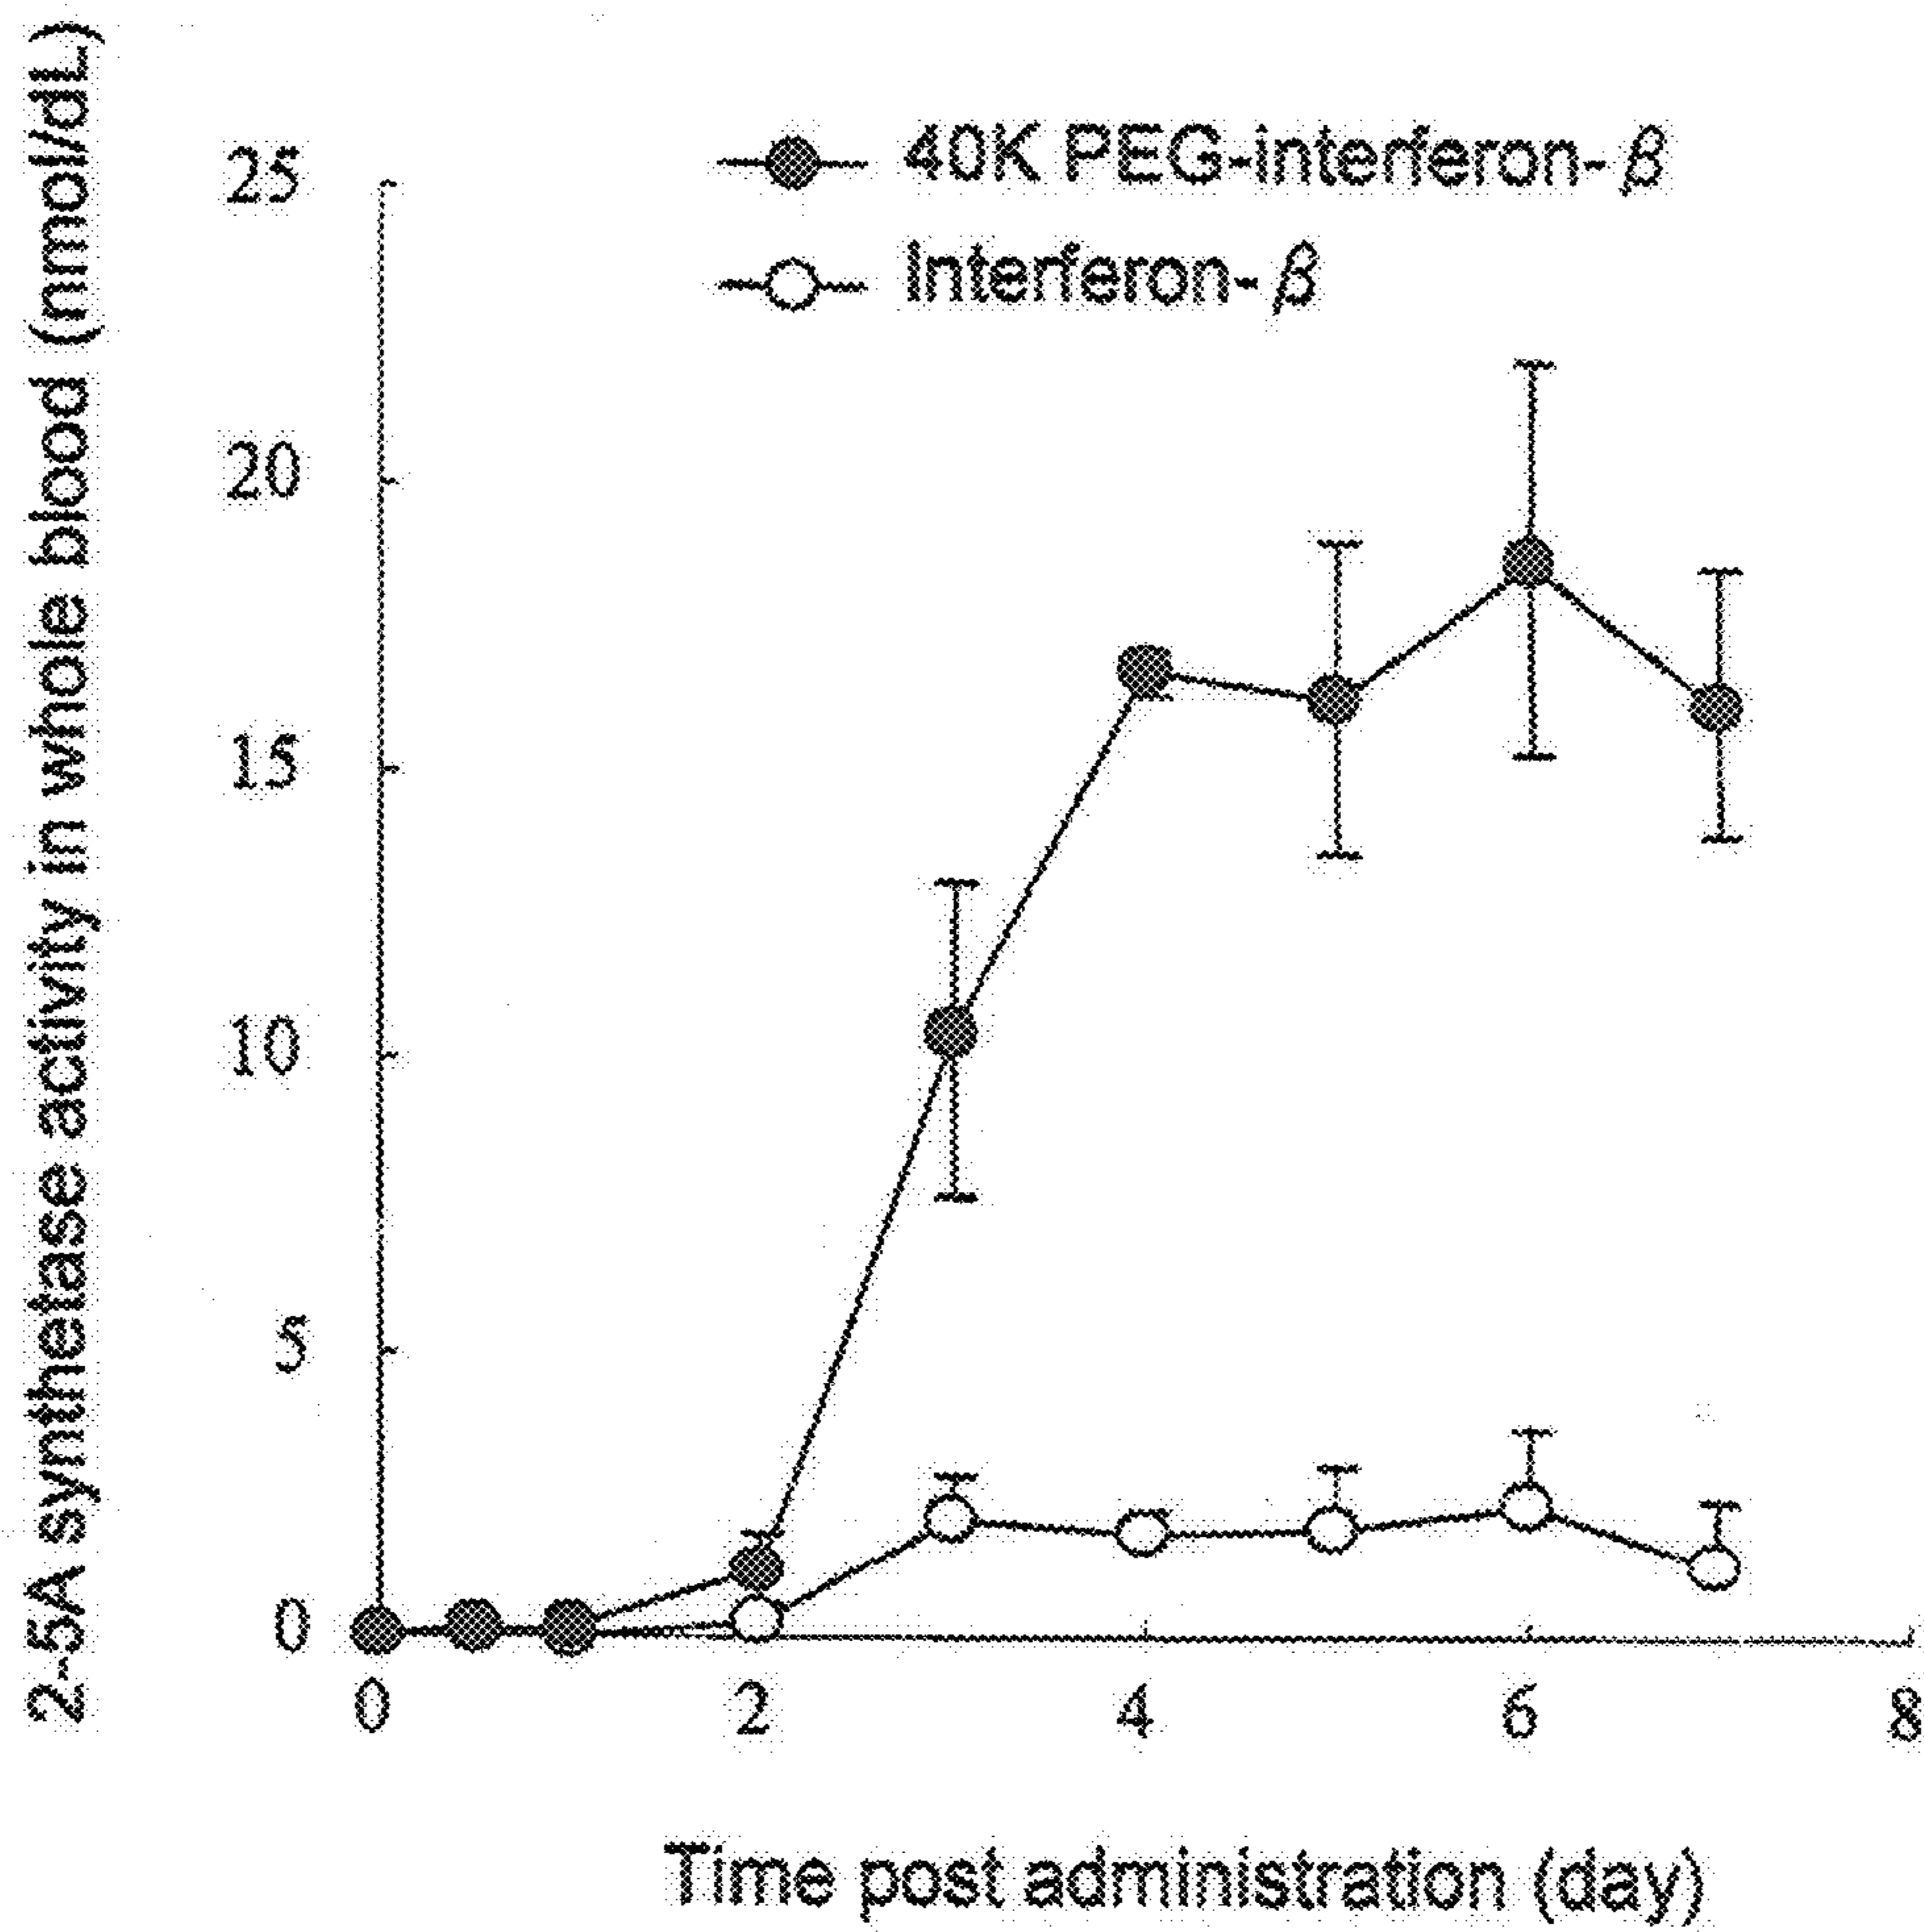 2-5A synthetase activity in whole blood (nmol/dL)
40K PEG-interferon-β
Interferon-β
25
20
15
10
5
0
0 2 4 6 8
Time post administration (day)